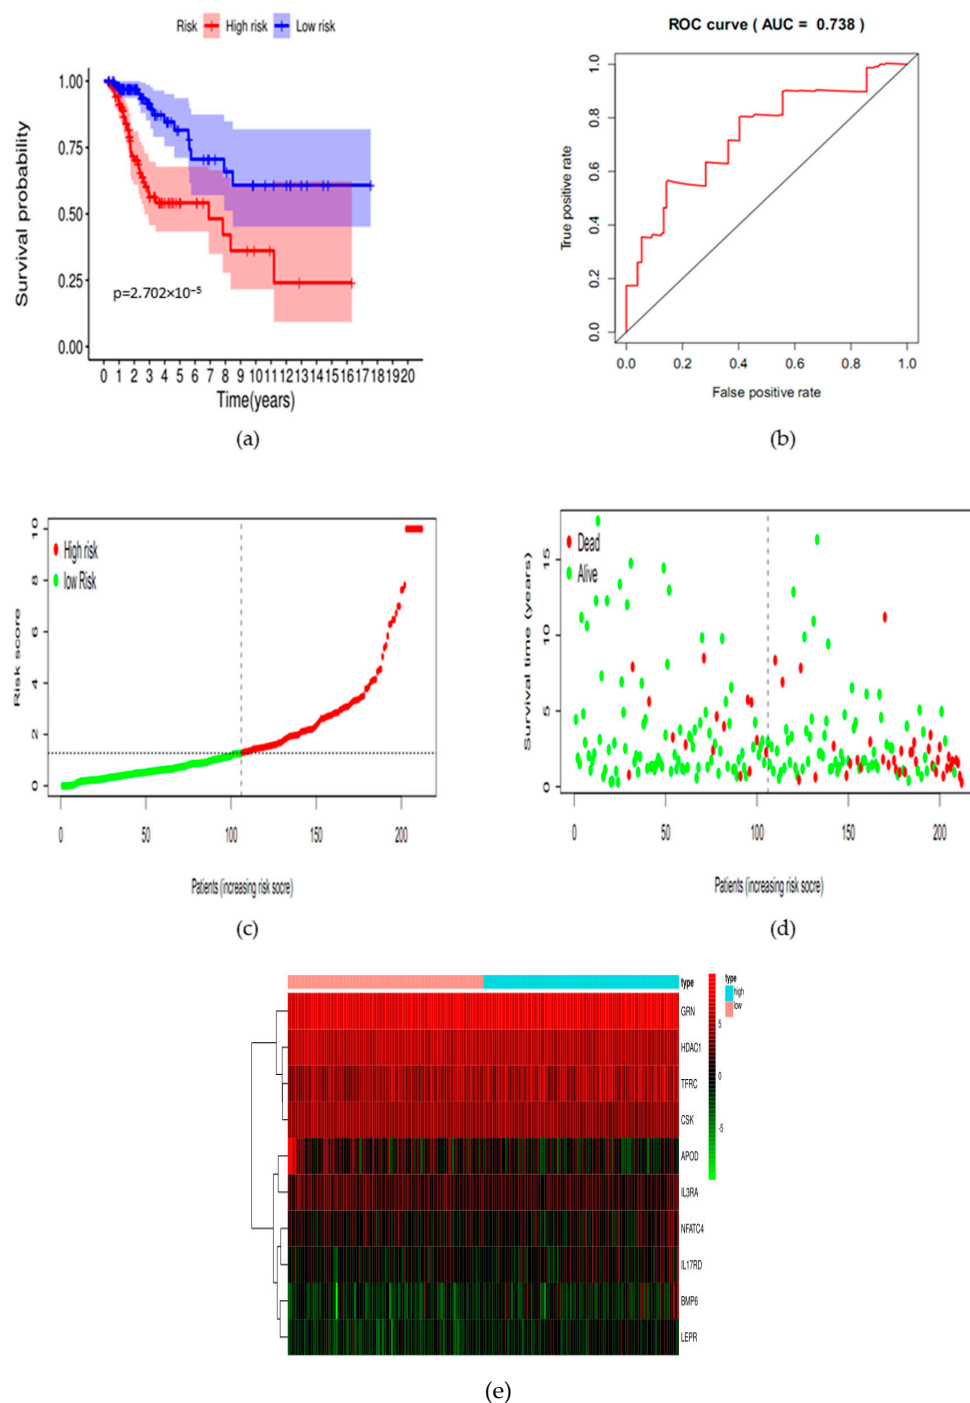 Risk High risk Low risk
Survival probability
1.00
0.75
0.50
0.25
0.00
p=2.702×10⁻⁵
0 1 2 3 4 5 6 7 8 9 10 11 12 13 14 15 16 17 18 19 20
Time(years)
(a)
ROC curve ( AUC = 0.738 )
True positive rate
1.0
0.8
0.6
0.4
0.2
0.0
0.0 0.2 0.4 0.6 0.8 1.0
False positive rate
(b)
Risk score
10
8
6
4
2
0
High risk
low Risk
0 50 100 150 200
Patients (increasing risk socre)
(c)
Survival time (years)
15
10
5
0
Dead
Alive
0 50 100 150 200
Patients (increasing risk socre)
(d)
type
GRN
HDAC1
TFRC
CSK
APOD
IL3RA
NFATC4
IL17RD
BMP6
LEPR
5
0
-5
type
high
low
(e)